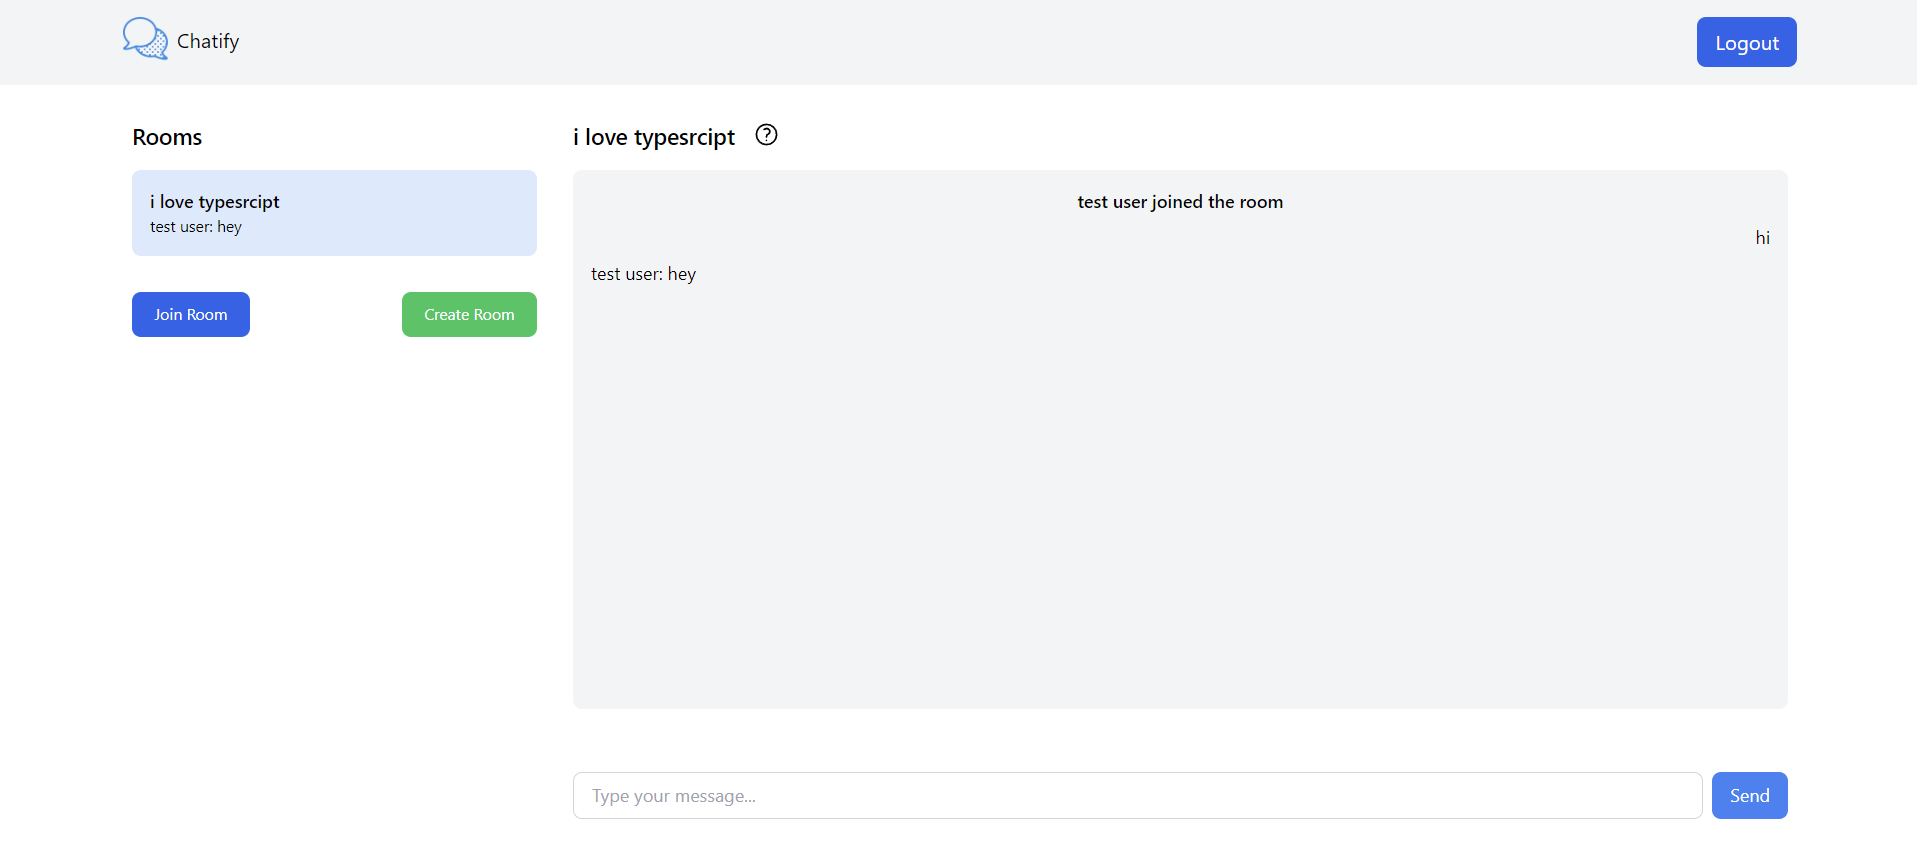 Chatify
Logout
Rooms
i love typesrcipt
test user: hey
Join Room
Create Room
i love typesrcipt
test user joined the room
hi
test user: hey
Type your message...
Send